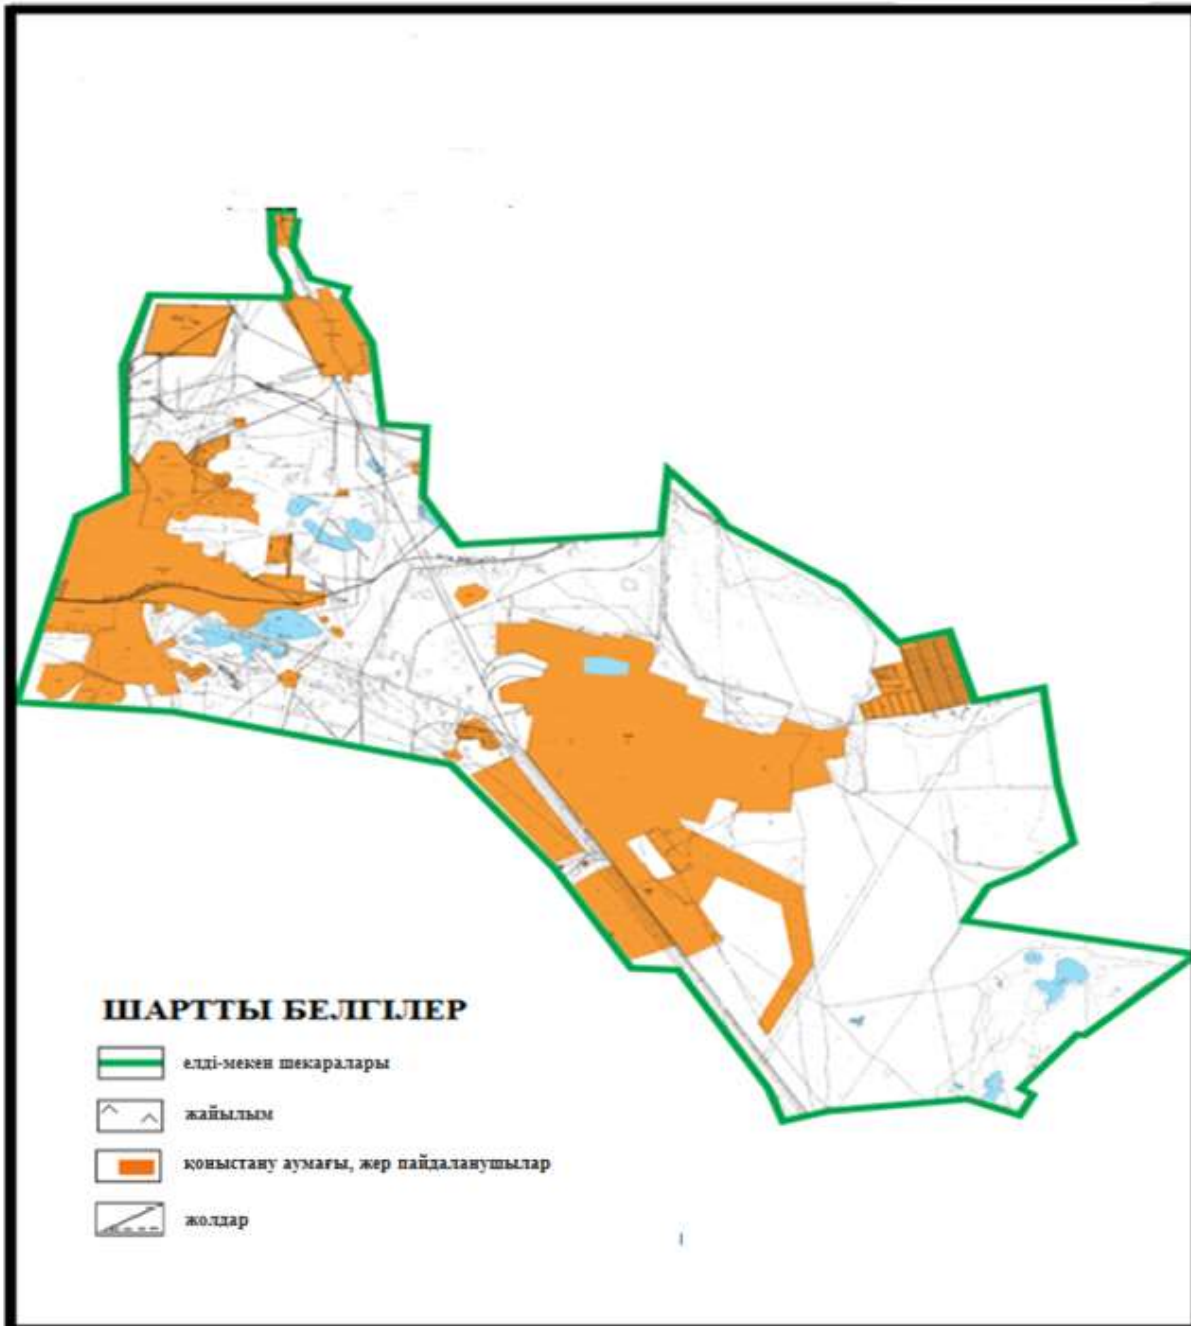 ШАРТТЫ БЕЛГІЛЕР
елді-мекен шекаралары
жайылым
қоныстану аумағы, жер пайдаланушылар
жолдар